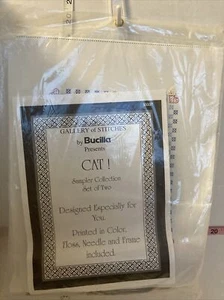 GALLERY of STITCHES
by Bucilla
Presents
CAT I
Sampler Collection
Set of Two
Designed Especially for
You.
Printed in Color,
Floss, Needle and Frame
included.
20